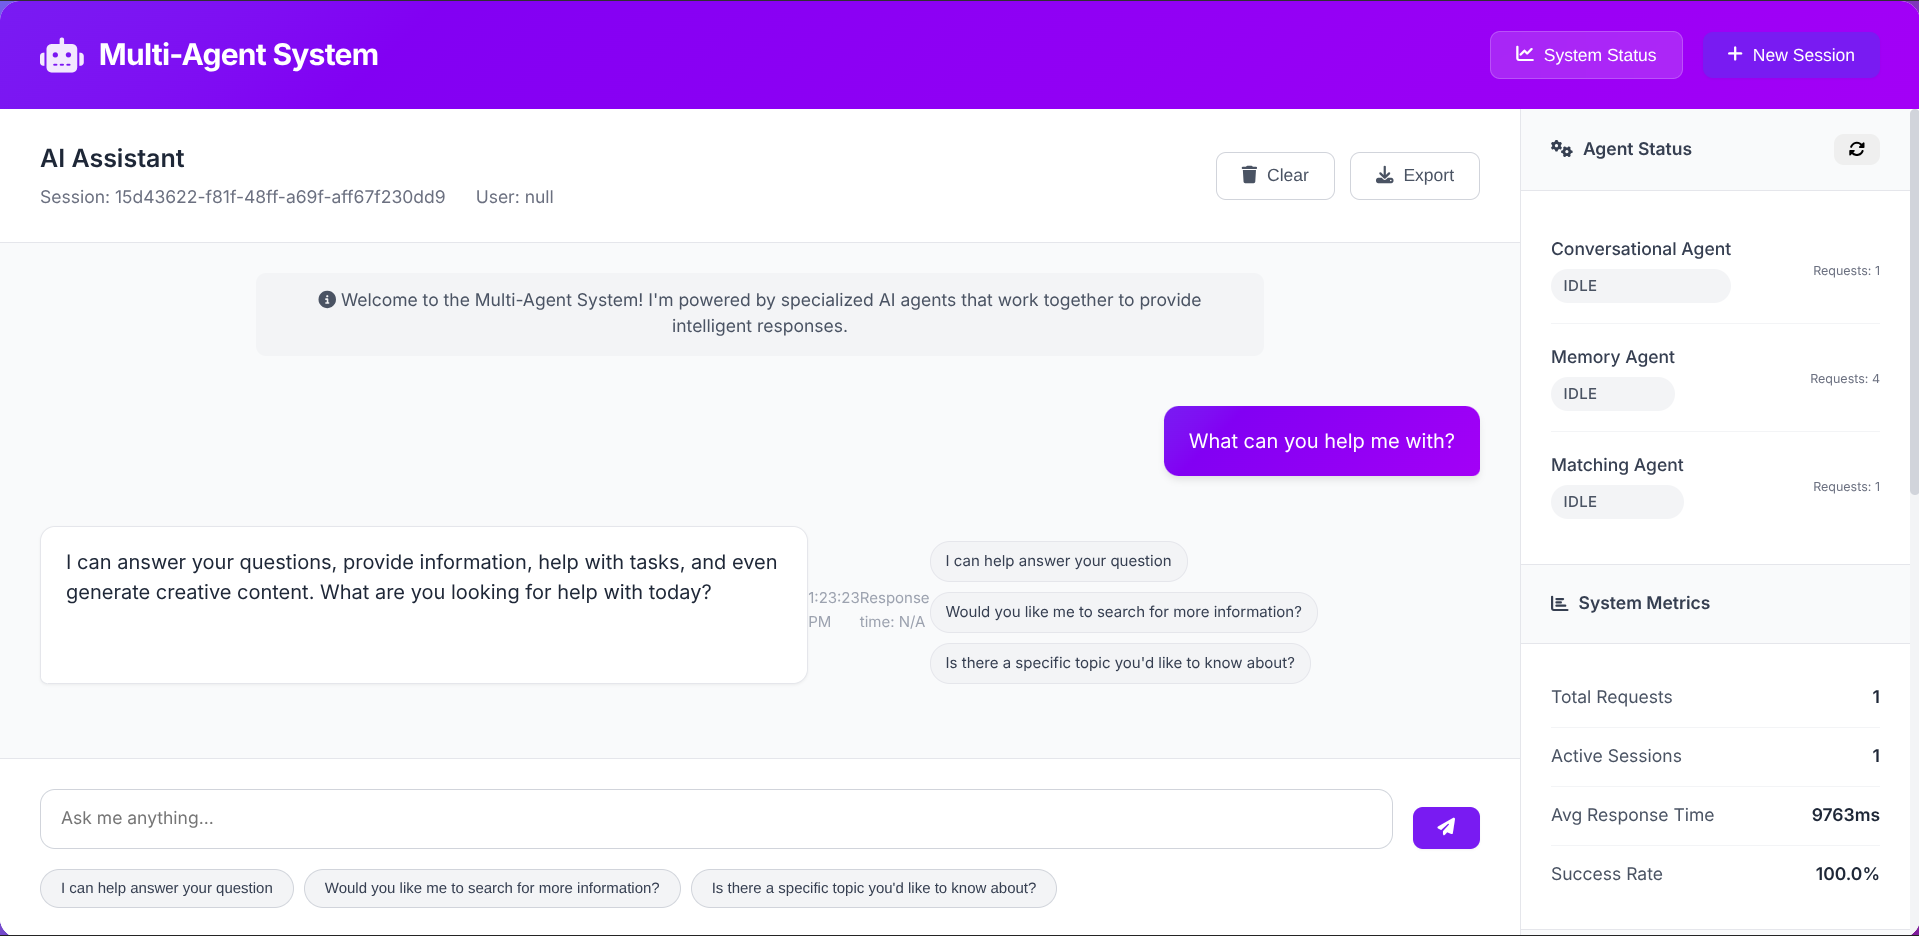 Multi-Agent System
System Status
New Session
AI Assistant
Session: 15d43622-f81f-48ff-a69f-aff67f230dd9 User: null
Clear
Export
Welcome to the Multi-Agent System! I'm powered by specialized AI agents that work together to provide
intelligent responses.
What can you help me with?
I can answer your questions, provide information, help with tasks, and even
generate creative content. What are you looking for help with today?
1:23:23
PM
Response
time: N/A
I can help answer your question
Would you like me to search for more information?
Is there a specific topic you'd like to know about?
Ask me anything...
I can help answer your question
Would you like me to search for more information?
Is there a specific topic you'd like to know about?
Agent Status
Conversational Agent
IDLE
Requests: 1
Memory Agent
IDLE
Requests: 4
Matching Agent
IDLE
Requests: 1
System Metrics
Total Requests 1
Active Sessions 1
Avg Response Time 9763ms
Success Rate 100.0%